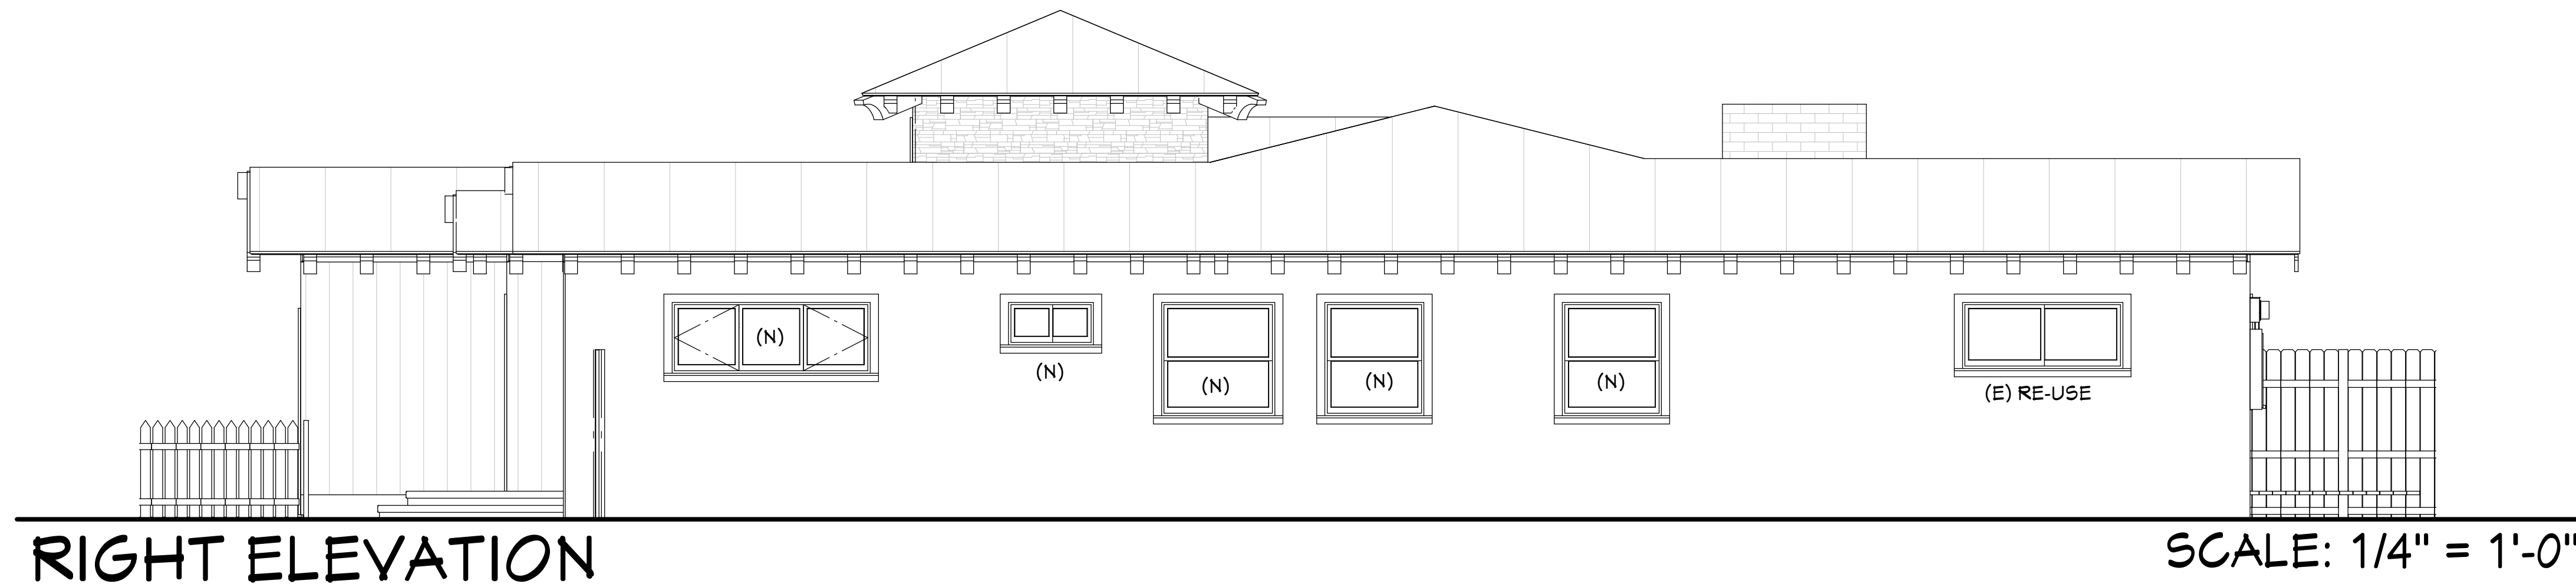 (N)
(N)
(N)
(N)
(N)
(E) RE-USE
RIGHT ELEVATION
SCALE: 1/4" = 1'-0"